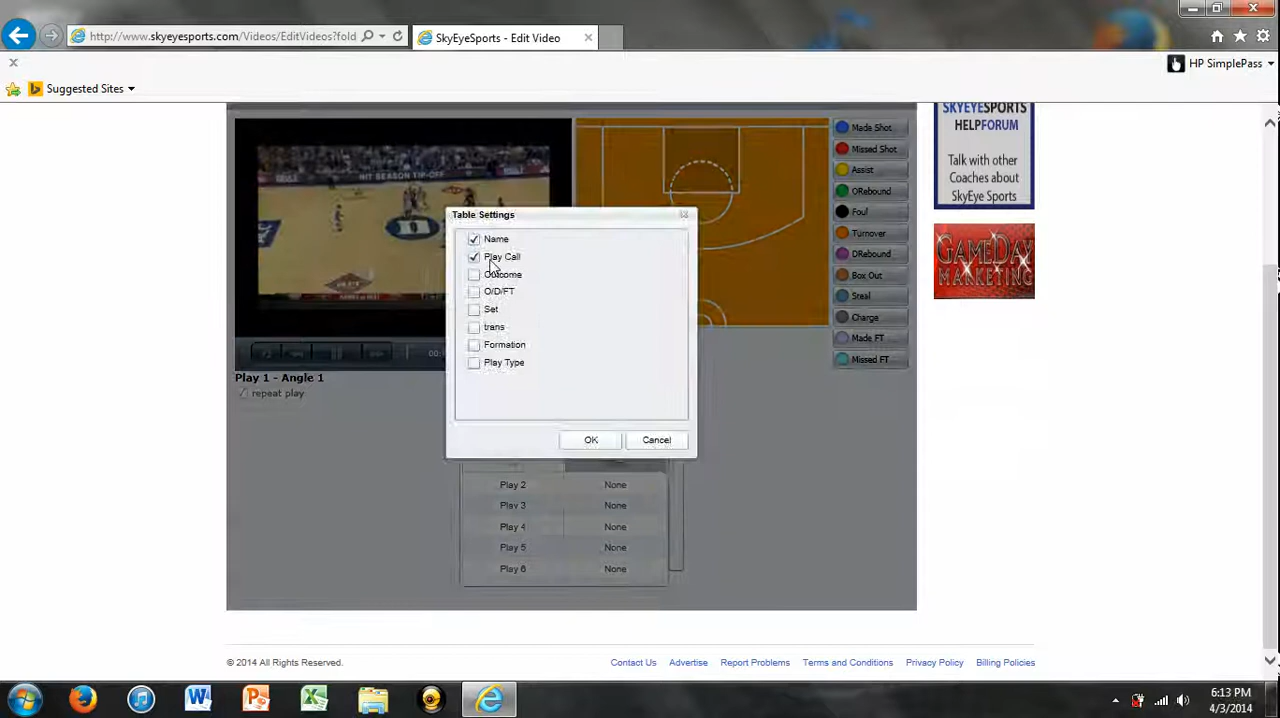 http://www.skyeyesports.com/Videos/EditVideos?fold
SkyEyeSports - Edit Video
HP SimplePass
Suggested Sites
Made Shot
Missed Shot
Assist
ORebound
Foul
Turnover
DRebound
Box Out
Steal
Charge
Made FT
Missed FT
SKYEYESPORTS
HELPFORUM
Talk with other
Coaches about
SkyEye Sports
GAMEDAY
MARKETING
Table Settings
Name
Play Call
Outcome
O/D/FT
Set
trans
Formation
Play Type
OK
Cancel
Play 1 - Angle 1
repeat play
Play 2 None
Play 3 None
Play 4 None
Play 5 None
Play 6 None
© 2014 All Rights Reserved.
Contact Us
Advertise
Report Problems
Terms and Conditions
Privacy Policy
Billing Policies
6:13 PM
4/3/2014